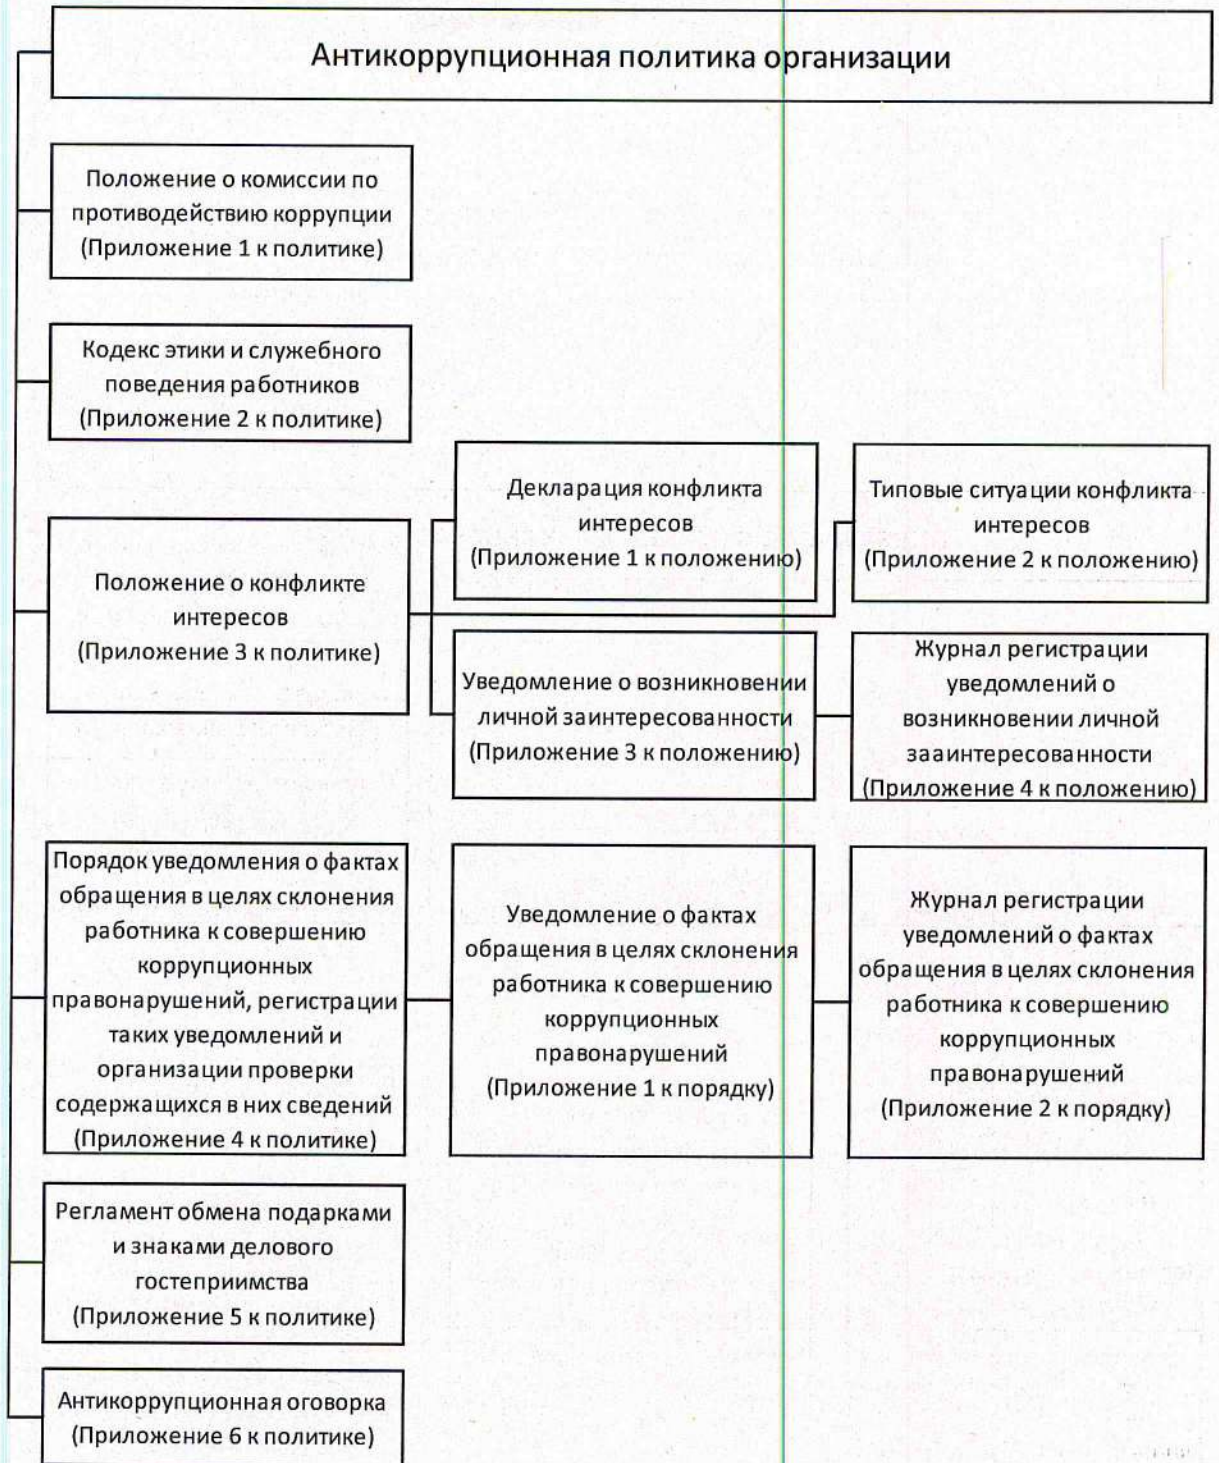 Антикоррупционная политика организации
Положение о комиссии по
противодействию коррупции
(Приложение 1 к политике)
Кодекс этики и служебного
поведения работников
(Приложение 2 к политике)
Положение о конфликте
интересов
(Приложение 3 к политике)
Декларация конфликта
интересов
(Приложение 1 к положению)
Типовые ситуации конфликта
интересов
(Приложение 2 к положению)
Уведомление о возникновении
личной заинтересованности
(Приложение 3 к положению)
Журнал регистрации
уведомлений о
возникновении личной
зааинтересованности
(Приложение 4 к положению)
Порядок уведомления о фактах
обращения в целях склонения
работника к совершению
коррупционных
правонарушений, регистрации
таких уведомлений и
организации проверки
содержащихся в них сведений
(Приложение 4 к политике)
Уведомление о фактах
обращения в целях склонения
работника к совершению
коррупционных
правонарушений
(Приложение 1 к порядку)
Журнал регистрации
уведомлений о фактах
обращения в целях склонения
работника к совершению
коррупционных
правонарушений
(Приложение 2 к порядку)
Регламент обмена подарками
и знаками делового
гостеприимства
(Приложение 5 к политике)
Антикоррупционная оговорка
(Приложение 6 к политике)